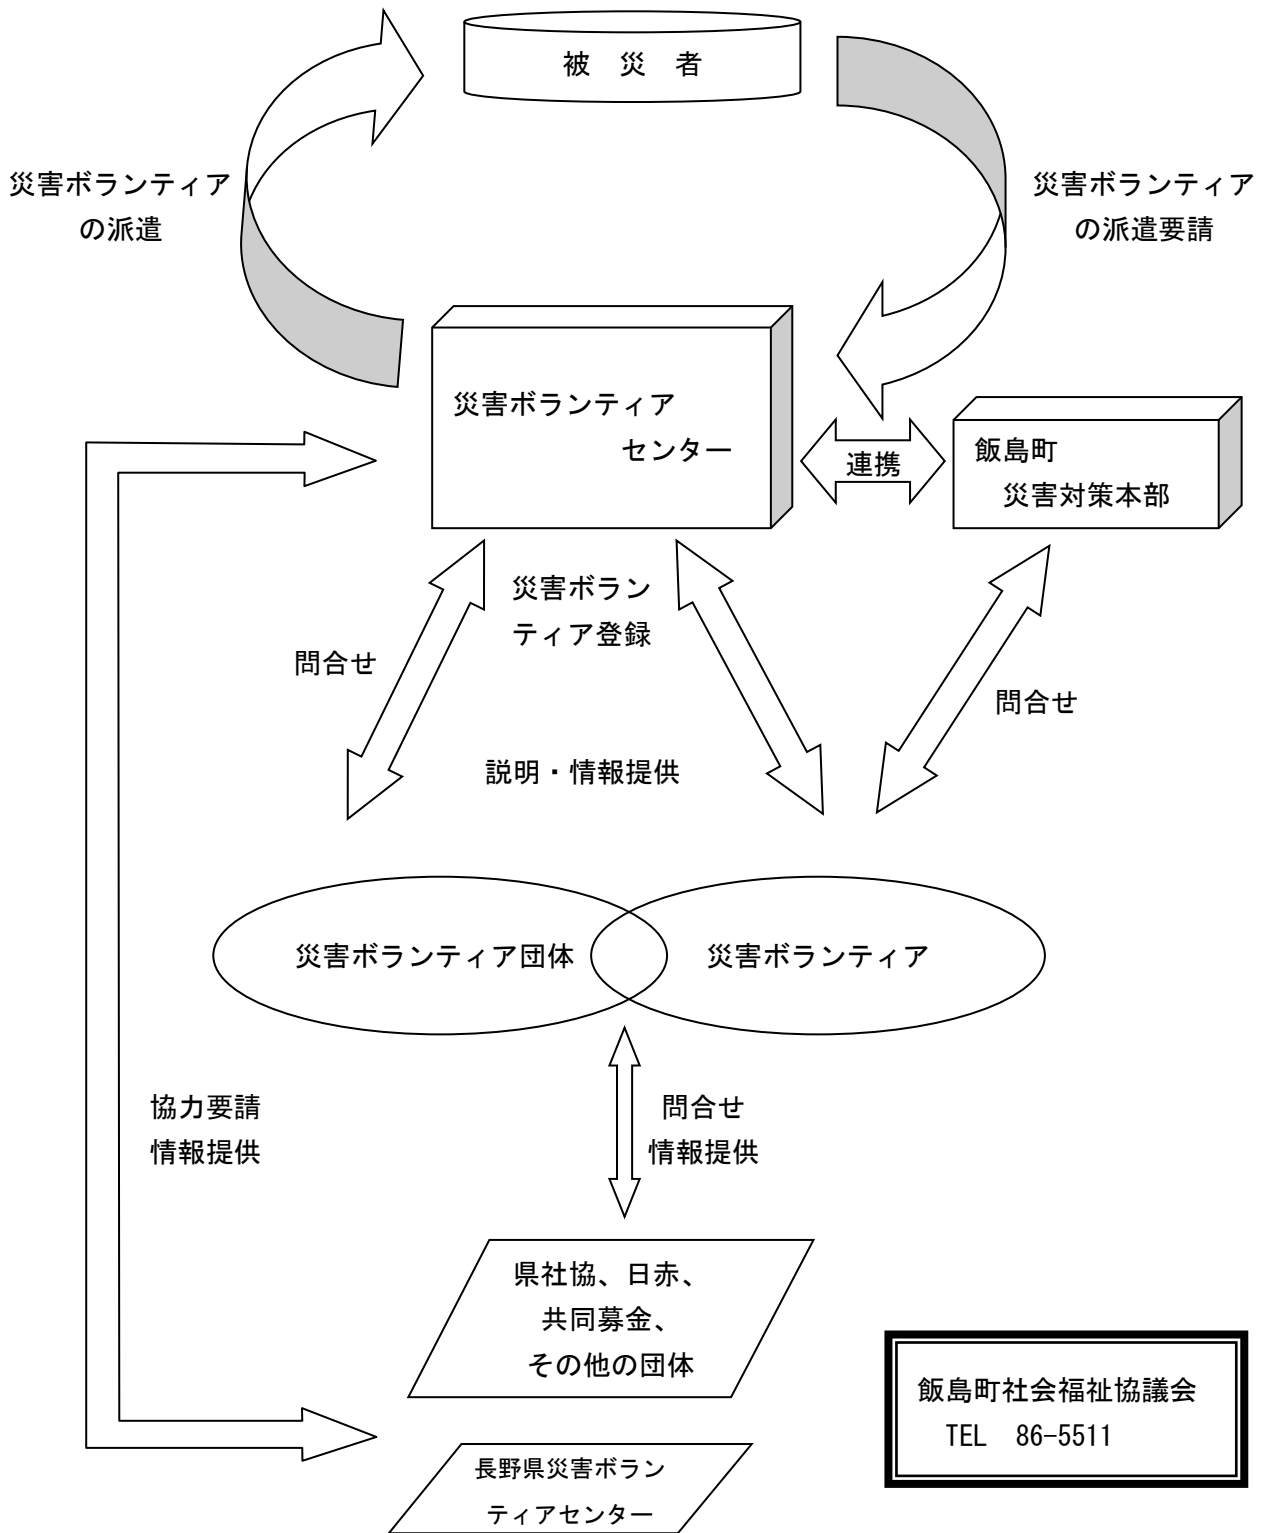 被　災　者
災害ボランティア
の派遣
災害ボランティア
の派遣要請
災害ボランティア
センター
連携
飯島町
災害対策本部
災害ボラン
ティア登録
問合せ
問合せ
説明・情報提供
災害ボランティア団体
災害ボランティア
協力要請
情報提供
問合せ
情報提供
県社協、日赤、
共同募金、
その他の団体
飯島町社会福祉協議会
TEL　86-5511
長野県災害ボラン
ティアセンター